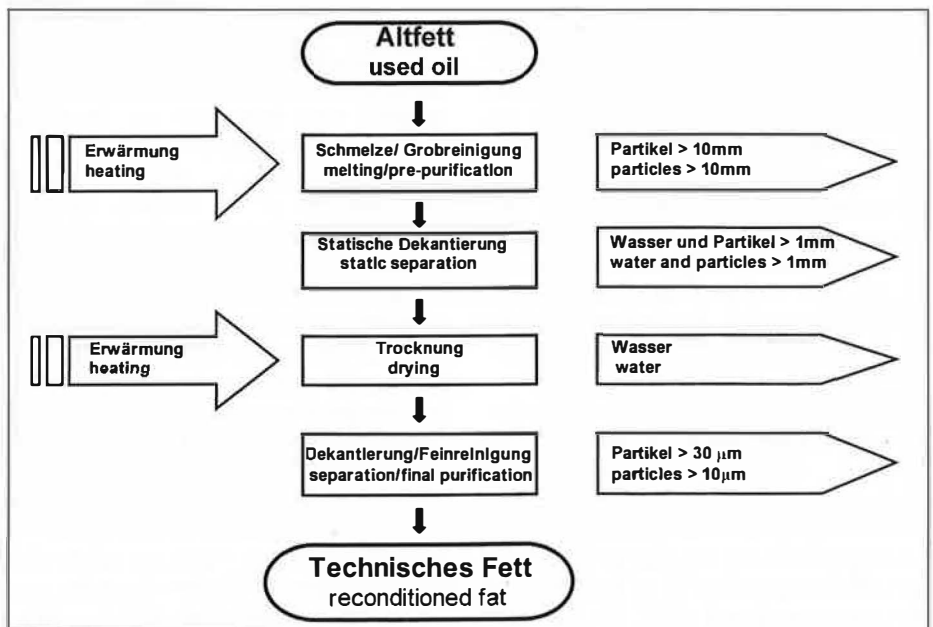 Altfett
used oil
Erwärmung
heating
Schmelze/ Grobreinigung
melting/pre-purification
Partikel > 10mm
particles > 10mm
Statische Dekantierung
static separation
Wasser und Partikel > 1mm
water and particles > 1mm
Erwärmung
heating
Trocknung
drying
Wasser
water
Dekantierung/Feinreinigung
separation/final purification
Partikel > 30 µm
particles > 10µm
Technisches Fett
reconditioned fat